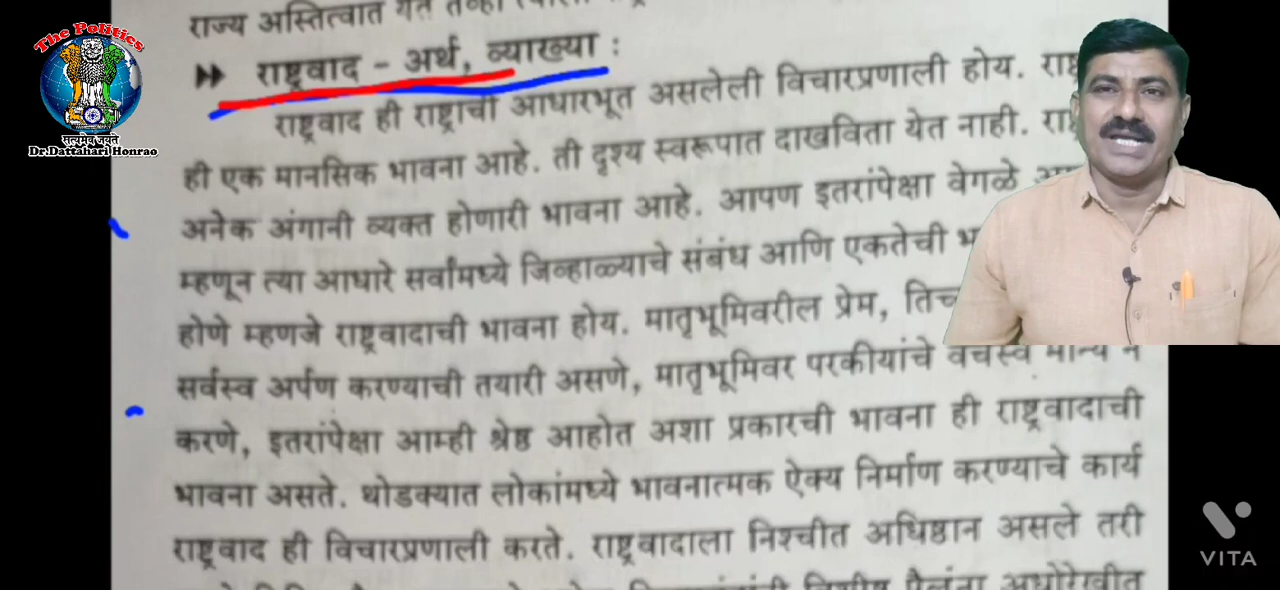 The Politics
सत्यमेव जयते
Dr.Dattahari Honrao
राज्य अस्तित्वात येते तेव्हा
राष्ट्रवाद - अर्थ, व्याख्या :
राष्ट्रवाद ही राष्ट्राची आधारभूत असलेली विचारप्रणाली होय.
ही एक मानसिक भावना आहे. ती दृश्य स्वरूपात दाखविता येत नाही.
अनेक अंगानी व्यक्त होणारी भावना आहे. आपण इतरांपेक्षा वेगळे
म्हणून त्या आधारे सर्वांमध्ये जिव्हाळ्याचे संबंध आणि एकतेची
होणे म्हणजे राष्ट्रवादाची भावना होय. मातृभूमिवरील प्रेम,
सर्वस्व अर्पण करण्याची तयारी असणे, मातृभूमिवर परकीयांचे वर्चस्व मान्य न
करणे, इतरांपेक्षा आम्ही श्रेष्ठ आहोत अशा प्रकारची भावना ही राष्ट्रवादाची
भावना असते. थोडक्यात लोकांमध्ये भावनात्मक ऐक्य निर्माण करण्याचे कार्य
राष्ट्रवाद ही विचारप्रणाली करते. राष्ट्रवादाला निश्चीत अधिष्ठान असले तरी
VITA